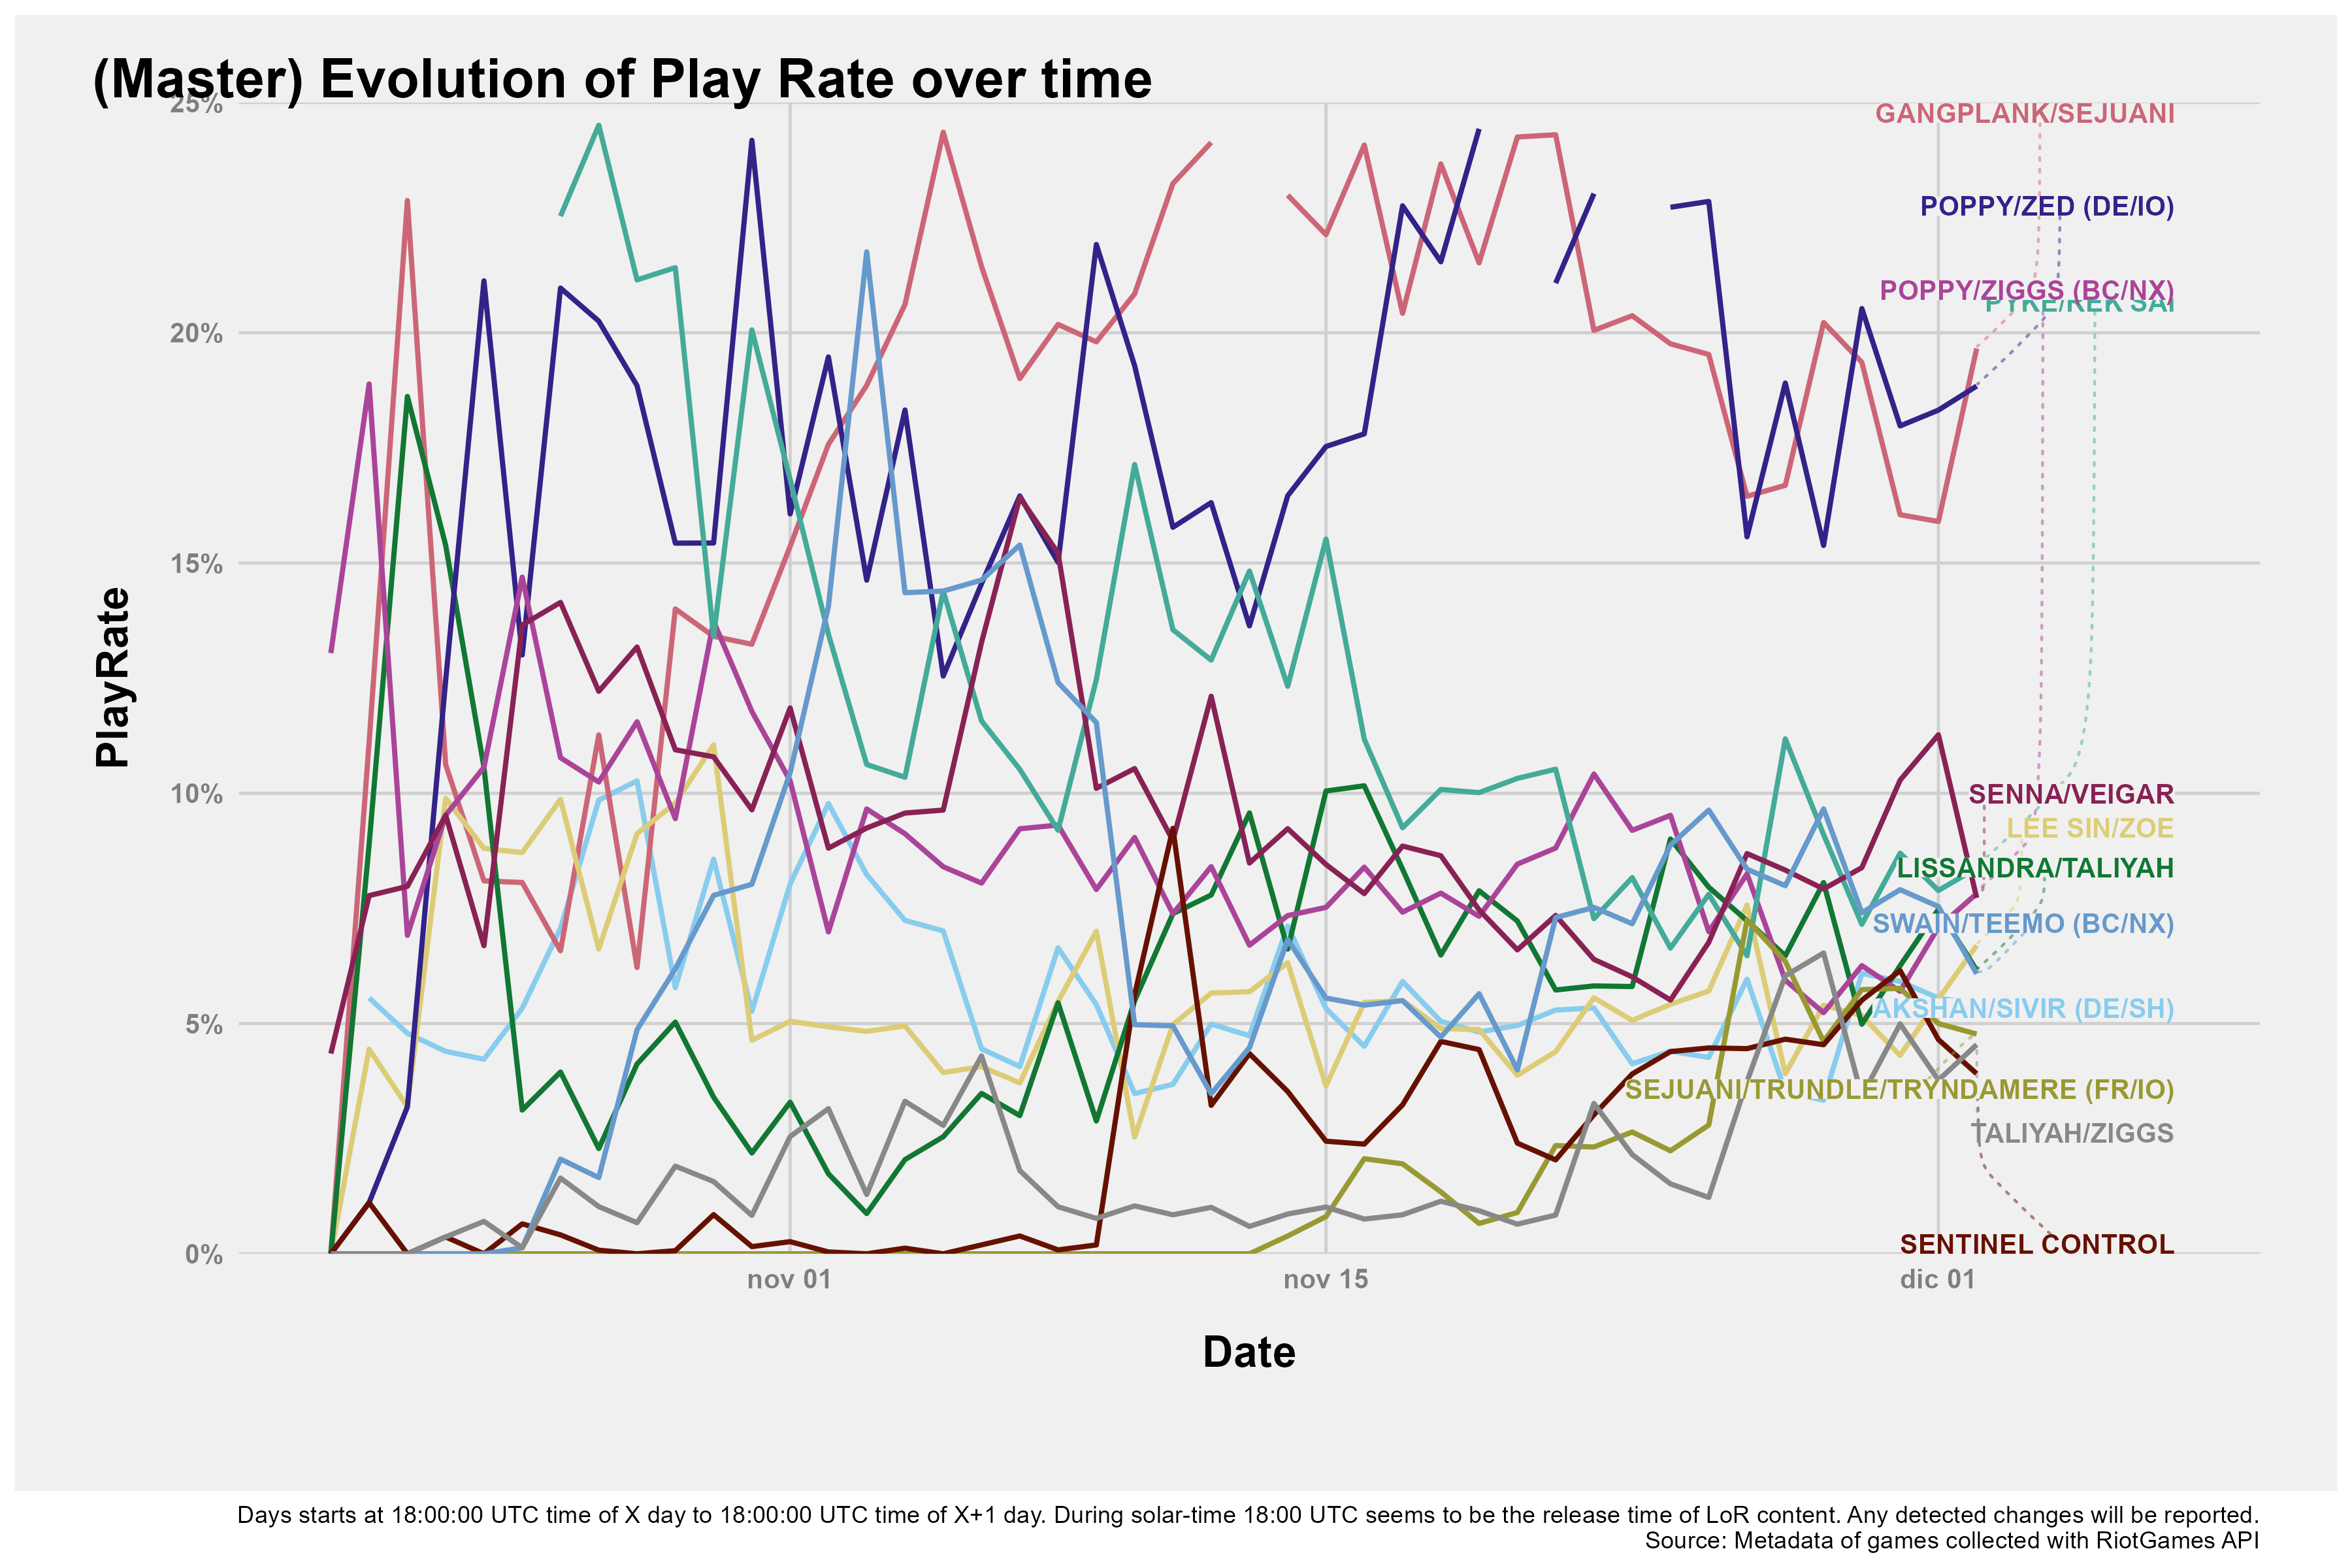 (Master) Evolution of Play Rate over time
25%
GANGPLANK/SEJUANI
POPPY/ZED (DE/IO)
POPPY/ZIGGS (BC/NX)
PYKE/REK SAI
20%
15%
PlayRate
10%
SENNA/VEIGAR
LEE SIN/ZOE
LISSANDRA/TALIYAH
SWAIN/TEEMO (BC/NX)
5%
AKSHAN/SIVIR (DE/SH)
SEJUANI/TRUNDLE/TRYNDAMERE (FR/IO)
TALIYAH/ZIGGS
SENTINEL CONTROL
0%
nov 01
nov 15
dic 01
Date
Days starts at 18:00:00 UTC time of X day to 18:00:00 UTC time of X+1 day. During solar-time 18:00 UTC seems to be the release time of LoR content. Any detected changes will be reported.
Source: Metadata of games collected with RiotGames API